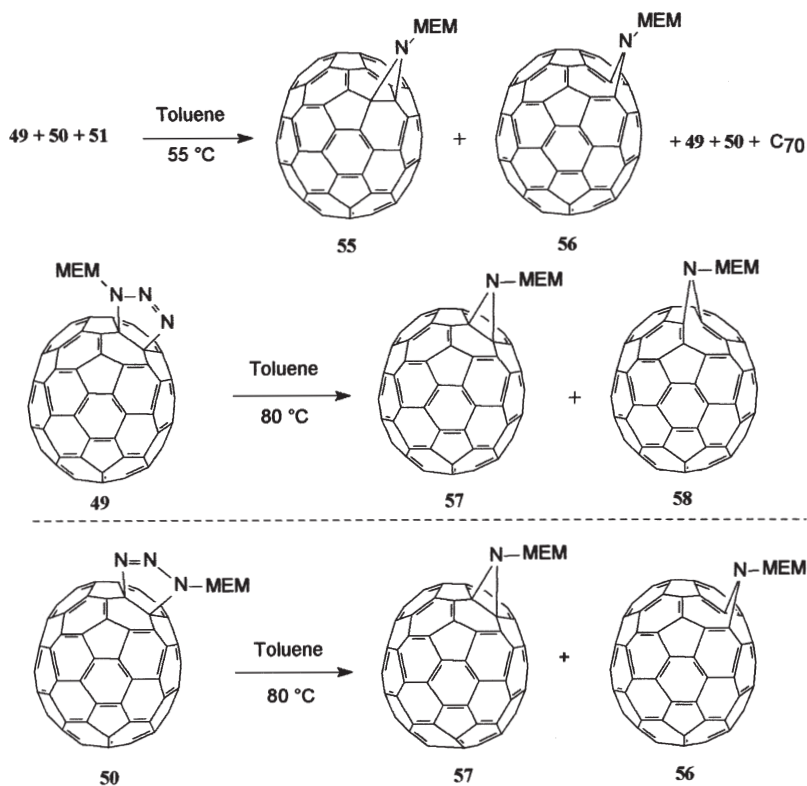 MEM
N
MEM
N
49 + 50 + 51
Toluene
55 °C
+
+ 49 + 50 + C70
55
56
MEM
N–N
N
N–MEM
N–MEM
Toluene
80 °C
+
49
57
58
N=N
N–MEM
N–MEM
N–MEM
Toluene
80 °C
+
50
57
56